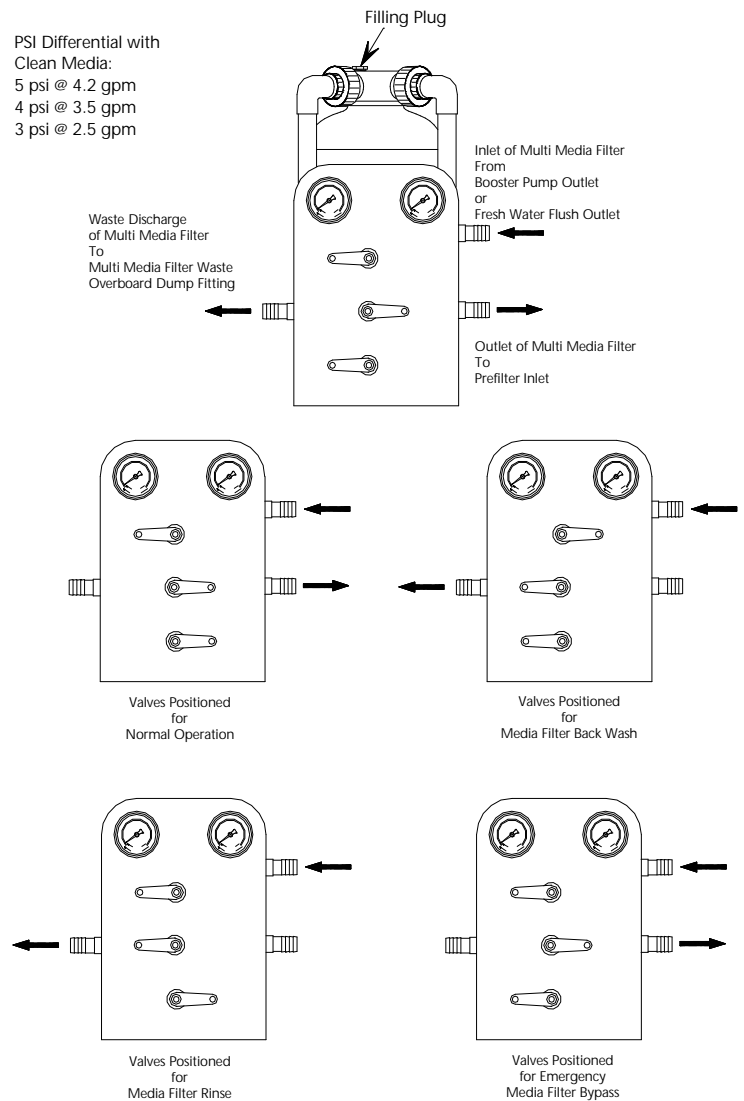 Filling Plug
PSI Differential with
Clean Media:
5 psi @ 4.2 gpm
4 psi @ 3.5 gpm
3 psi @ 2.5 gpm
Inlet of Multi Media Filter
From
Booster Pump Outlet
or
Fresh Water Flush Outlet
Waste Discharge
of Multi Media Filter
To
Multi Media Filter Waste
Overboard Dump Fitting
Outlet of Multi Media Filter
To
Prefilter Inlet
Valves Positioned
for
Normal Operation
Valves Positioned
for
Media Filter Back Wash
Valves Positioned
for
Media Filter Rinse
Valves Positioned
for Emergency
Media Filter Bypass